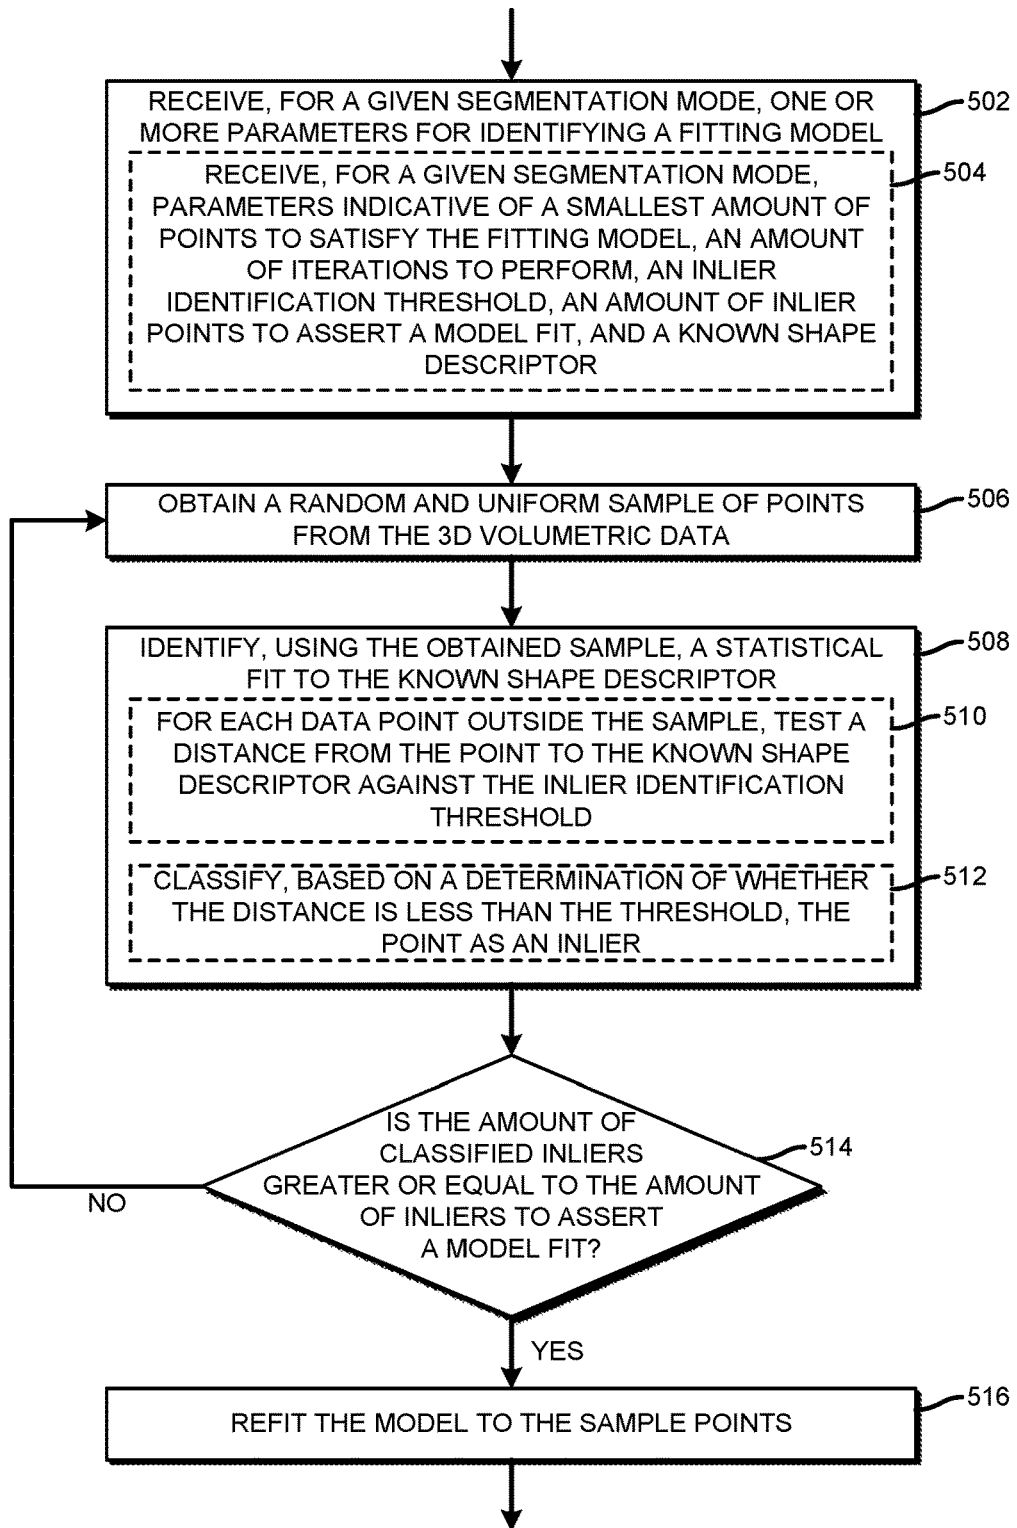 RECEIVE, FOR A GIVEN SEGMENTATION MODE, ONE OR
MORE PARAMETERS FOR IDENTIFYING A FITTING MODEL
502
RECEIVE, FOR A GIVEN SEGMENTATION MODE,
PARAMETERS INDICATIVE OF A SMALLEST AMOUNT OF
POINTS TO SATISFY THE FITTING MODEL, AN AMOUNT
OF ITERATIONS TO PERFORM, AN INLIER
IDENTIFICATION THRESHOLD, AN AMOUNT OF INLIER
POINTS TO ASSERT A MODEL FIT, AND A KNOWN SHAPE
DESCRIPTOR
504
OBTAIN A RANDOM AND UNIFORM SAMPLE OF POINTS
FROM THE 3D VOLUMETRIC DATA
506
IDENTIFY, USING THE OBTAINED SAMPLE, A STATISTICAL
FIT TO THE KNOWN SHAPE DESCRIPTOR
508
FOR EACH DATA POINT OUTSIDE THE SAMPLE, TEST A
DISTANCE FROM THE POINT TO THE KNOWN SHAPE
DESCRIPTOR AGAINST THE INLIER IDENTIFICATION
THRESHOLD
510
CLASSIFY, BASED ON A DETERMINATION OF WHETHER
THE DISTANCE IS LESS THAN THE THRESHOLD, THE
POINT AS AN INLIER
512
IS THE AMOUNT OF
CLASSIFIED INLIERS
GREATER OR EQUAL TO THE AMOUNT
OF INLIERS TO ASSERT
A MODEL FIT?
514
NO
YES
REFIT THE MODEL TO THE SAMPLE POINTS
516